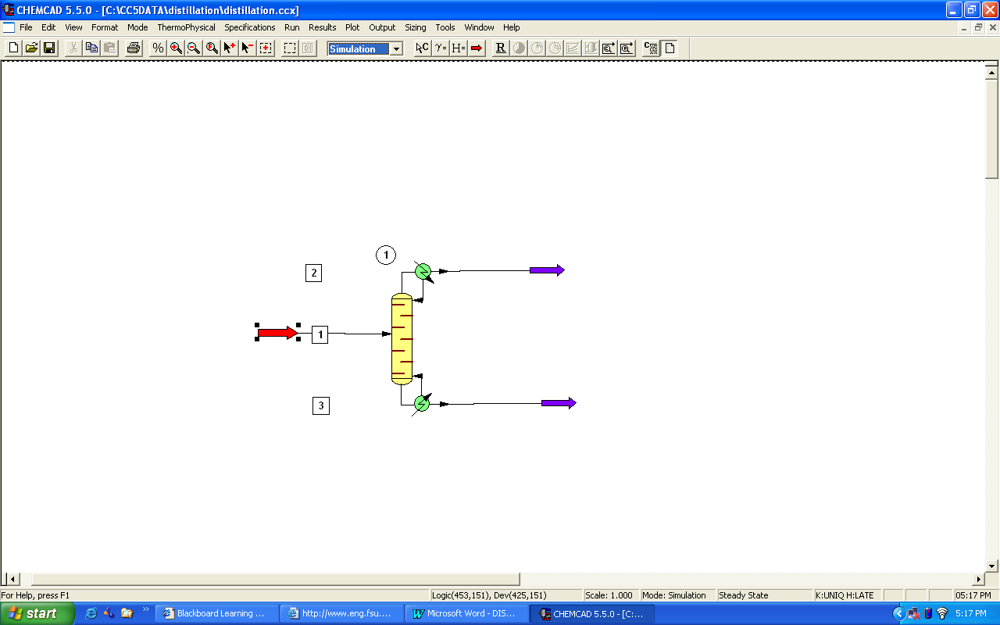 CHEMCAD 5.5.0 - [C:\CC5DATA\distillation\distillation.ccx]
File Edit View Format Mode ThermoPhysical Specifications Run Results Plot Output Sizing Tools Window Help
% Simulation C γ= H= R C
1
2
1
3
For Help, press F1 Logic(453,151), Dev(425,151) Scale: 1.000 Mode: Simulation Steady State K:UNIQ H:LATE 05:17 PM
start » Blackboard Learning ... http://www.eng.fsu.... Microsoft Word - DIS... CHEMCAD 5.5.0 - [C:... 5:17 PM